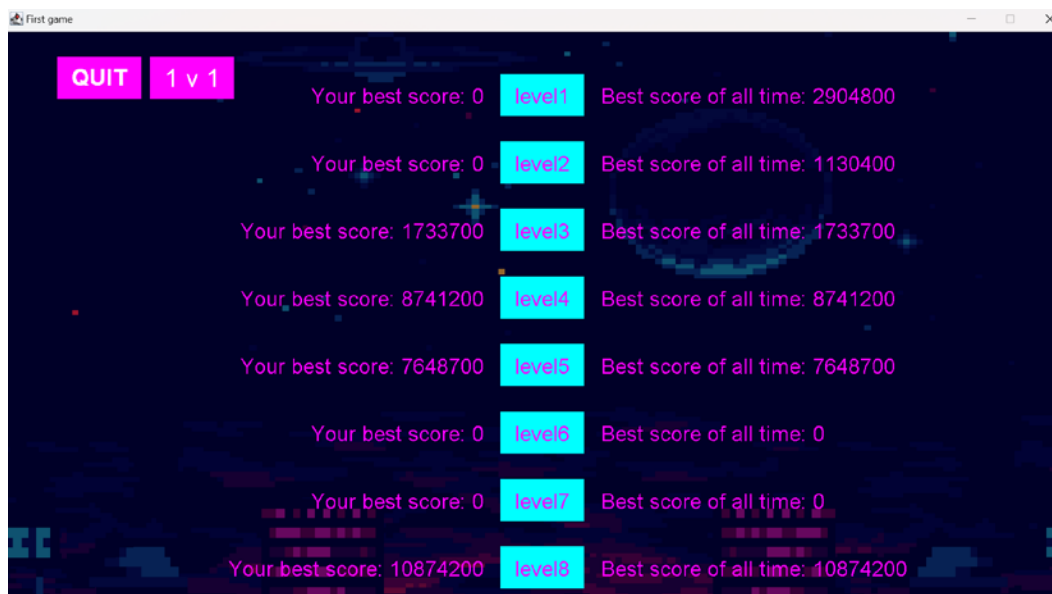 First game
QUIT 1 v 1
Your best score: 0 level1 Best score of all time: 2904800
Your best score: 0 level2 Best score of all time: 1130400
Your best score: 1733700 level3 Best score of all time: 1733700
Your best score: 8741200 level4 Best score of all time: 8741200
Your best score: 7648700 level5 Best score of all time: 7648700
Your best score: 0 level6 Best score of all time: 0
Your best score: 0 level7 Best score of all time: 0
Your best score: 10874200 level8 Best score of all time: 10874200